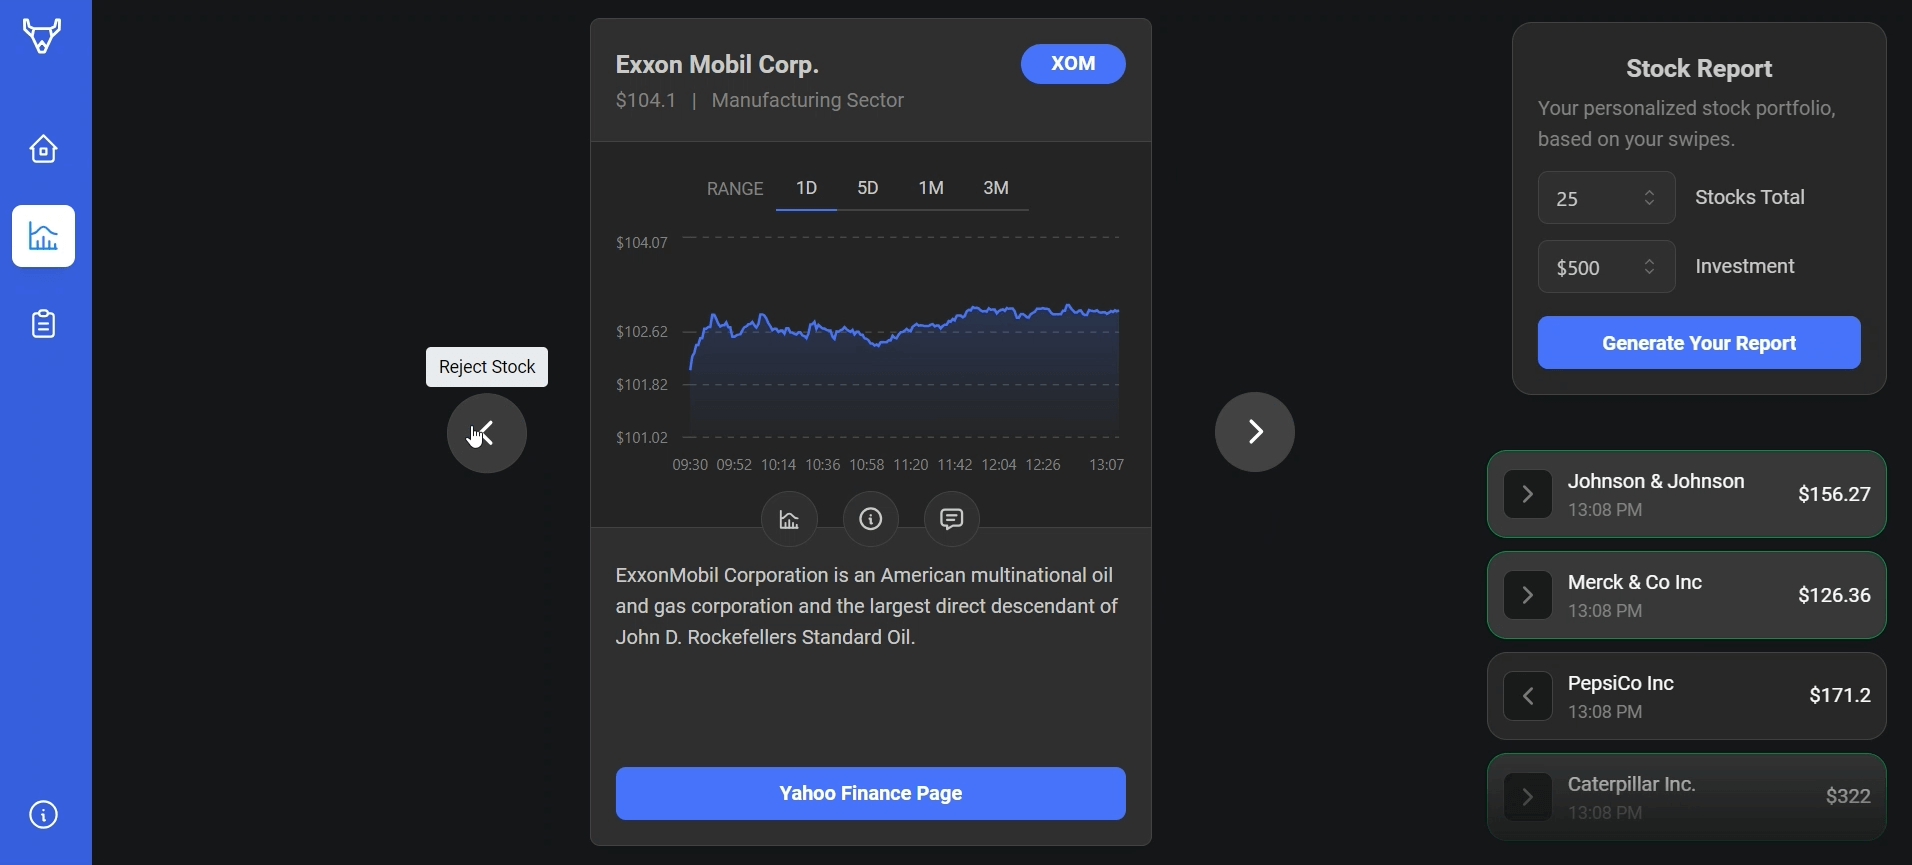 Exxon Mobil Corp.
XOM
$104.1 | Manufacturing Sector
RANGE 1D 5D 1M 3M
$104.07
$102.62
$101.82
$101.02
09:30 09:52 10:14 10:36 10:58 11:20 11:42 12:04 12:26 13:07
ExxonMobil Corporation is an American multinational oil
and gas corporation and the largest direct descendant of
John D. Rockefellers Standard Oil.
Yahoo Finance Page
Reject Stock
Stock Report
Your personalized stock portfolio,
based on your swipes.
25 Stocks Total
$500 Investment
Generate Your Report
Johnson & Johnson
13:08 PM
$156.27
Merck & Co Inc
13:08 PM
$126.36
PepsiCo Inc
13:08 PM
$171.2
Caterpillar Inc.
13:08 PM
$322